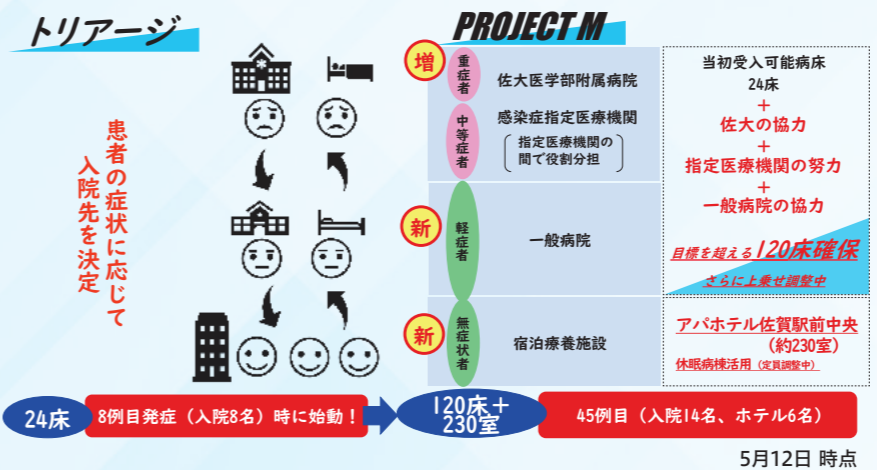 トリアージ
患者の症状に応じて
入院先を決定
PROJECT M
増
重症者
佐大医学部附属病院
中等症者
感染症指定医療機関
指定医療機関の
間で役割分担
新
軽症者
一般病院
新
無症状者
宿泊療養施設
当初受入可能病床
24床
+
佐大の協力
+
指定医療機関の努力
+
一般病院の協力
目標を超える120床確保
さらに上乗せ調整中
アパホテル佐賀駅前中央
(約230室)
休眠病棟活用(定員調整中)
24床
8例目発症(入院8名)時に始動!
120床+
230室
45例目(入院14名、ホテル6名)
5月12日 時点